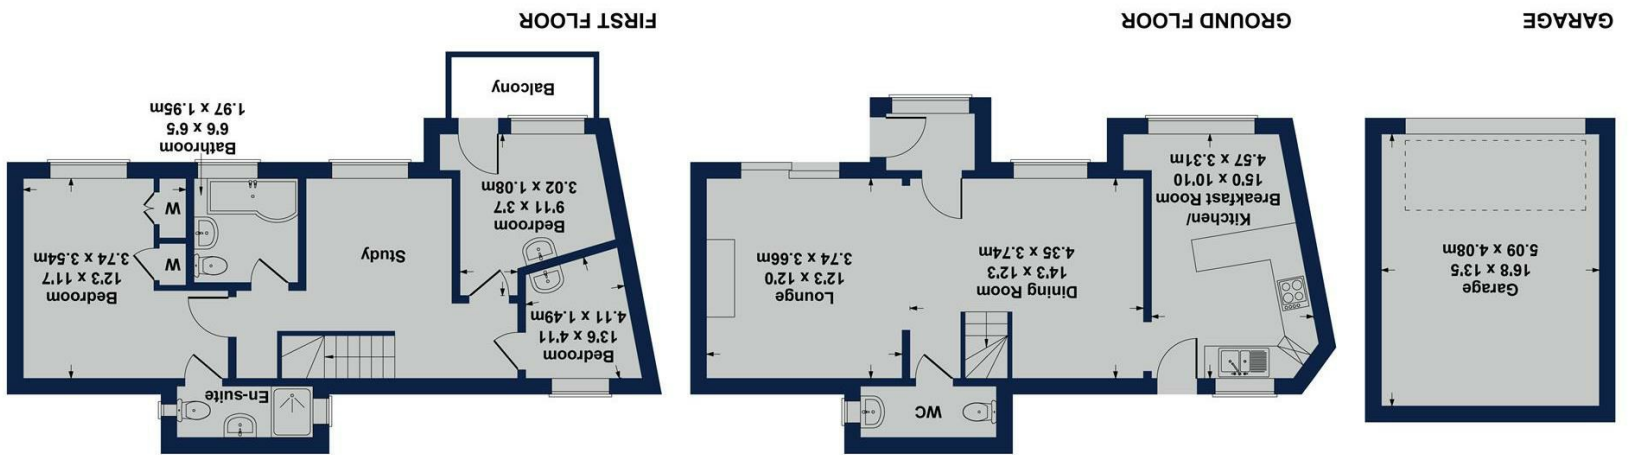 Garage
16'8 x 13'5
5.09 x 4.08m
GARAGE
WC
Kitchen/
Breakfast Room
15'0 x 10'10
4.57 x 3.31m
Dining Room
14'3 x 12'3
4.35 x 3.74m
Lounge
12'3 x 12'0
3.74 x 3.66m
GROUND FLOOR
En-suite
Bedroom
13'6 x 4'11
4.11 x 1.49m
Bedroom
9'11 x 3'7
3.02 x 1.08m
Study
Bedroom
12'3 x 11'7
3.74 x 3.54m
W
W
Bathroom
6'6 x 6'5
1.97 x 1.95m
Balcony
FIRST FLOOR